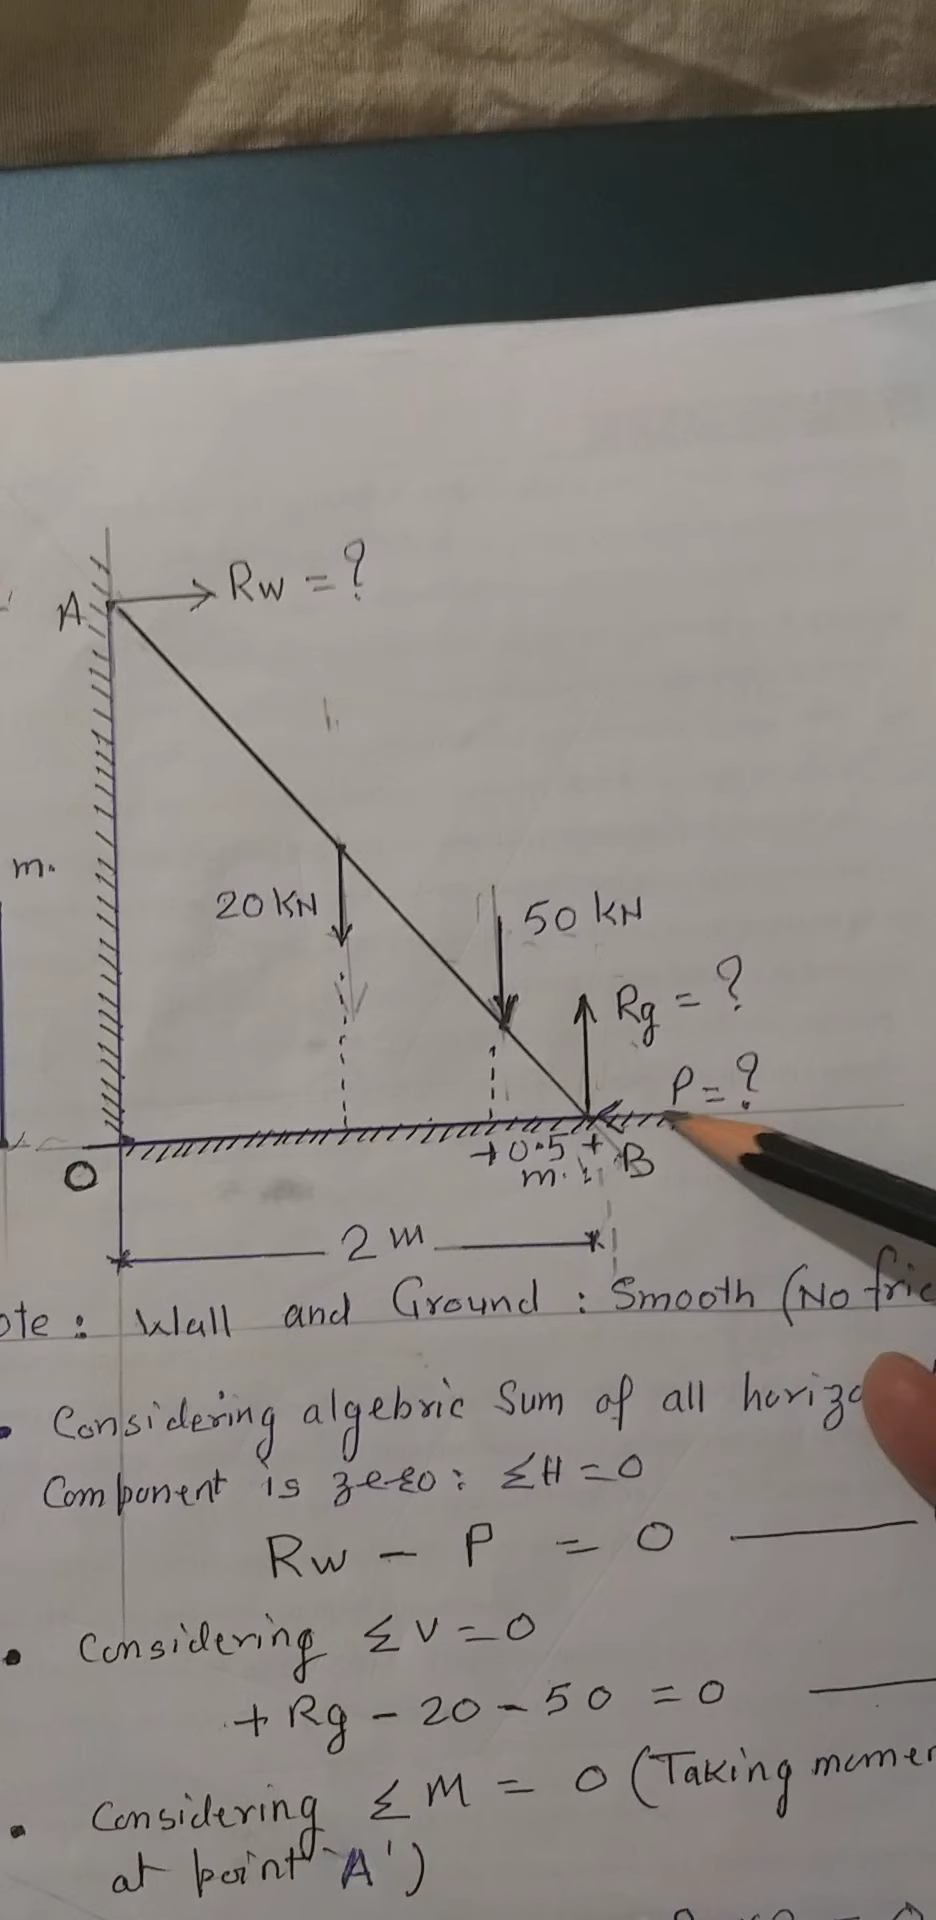 A
Rw = ?
m.
20 KN
50 KN
Rg = ?
P = ?
0.5
m.
B
O
2 m
ote : Wall and Ground : Smooth (No fric
Considering algebric Sum of all horizo
Component is zero : ΣH = 0
Rw - P = 0
• Considering ΣV = 0
+ Rg - 20 - 50 = 0
• Considering ΣM = 0 (Taking momen
at point 'A')